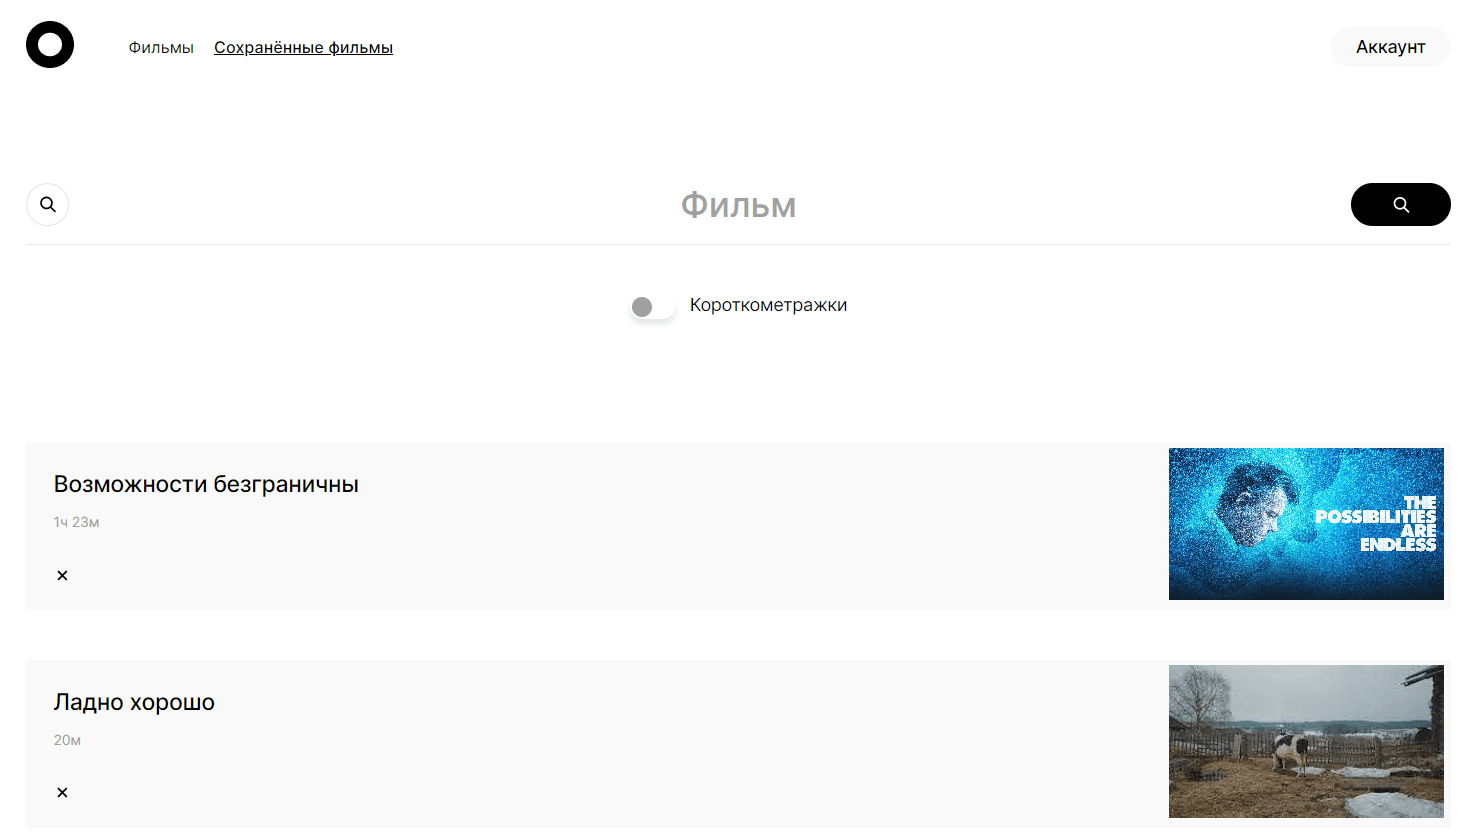 Фильмы Сохранённые фильмы Аккаунт
Фильм
Короткометражки
Возможности безграничны
1ч 23м
THE
POSSIBILITIES
ARE
ENDLESS
Ладно хорошо
20м